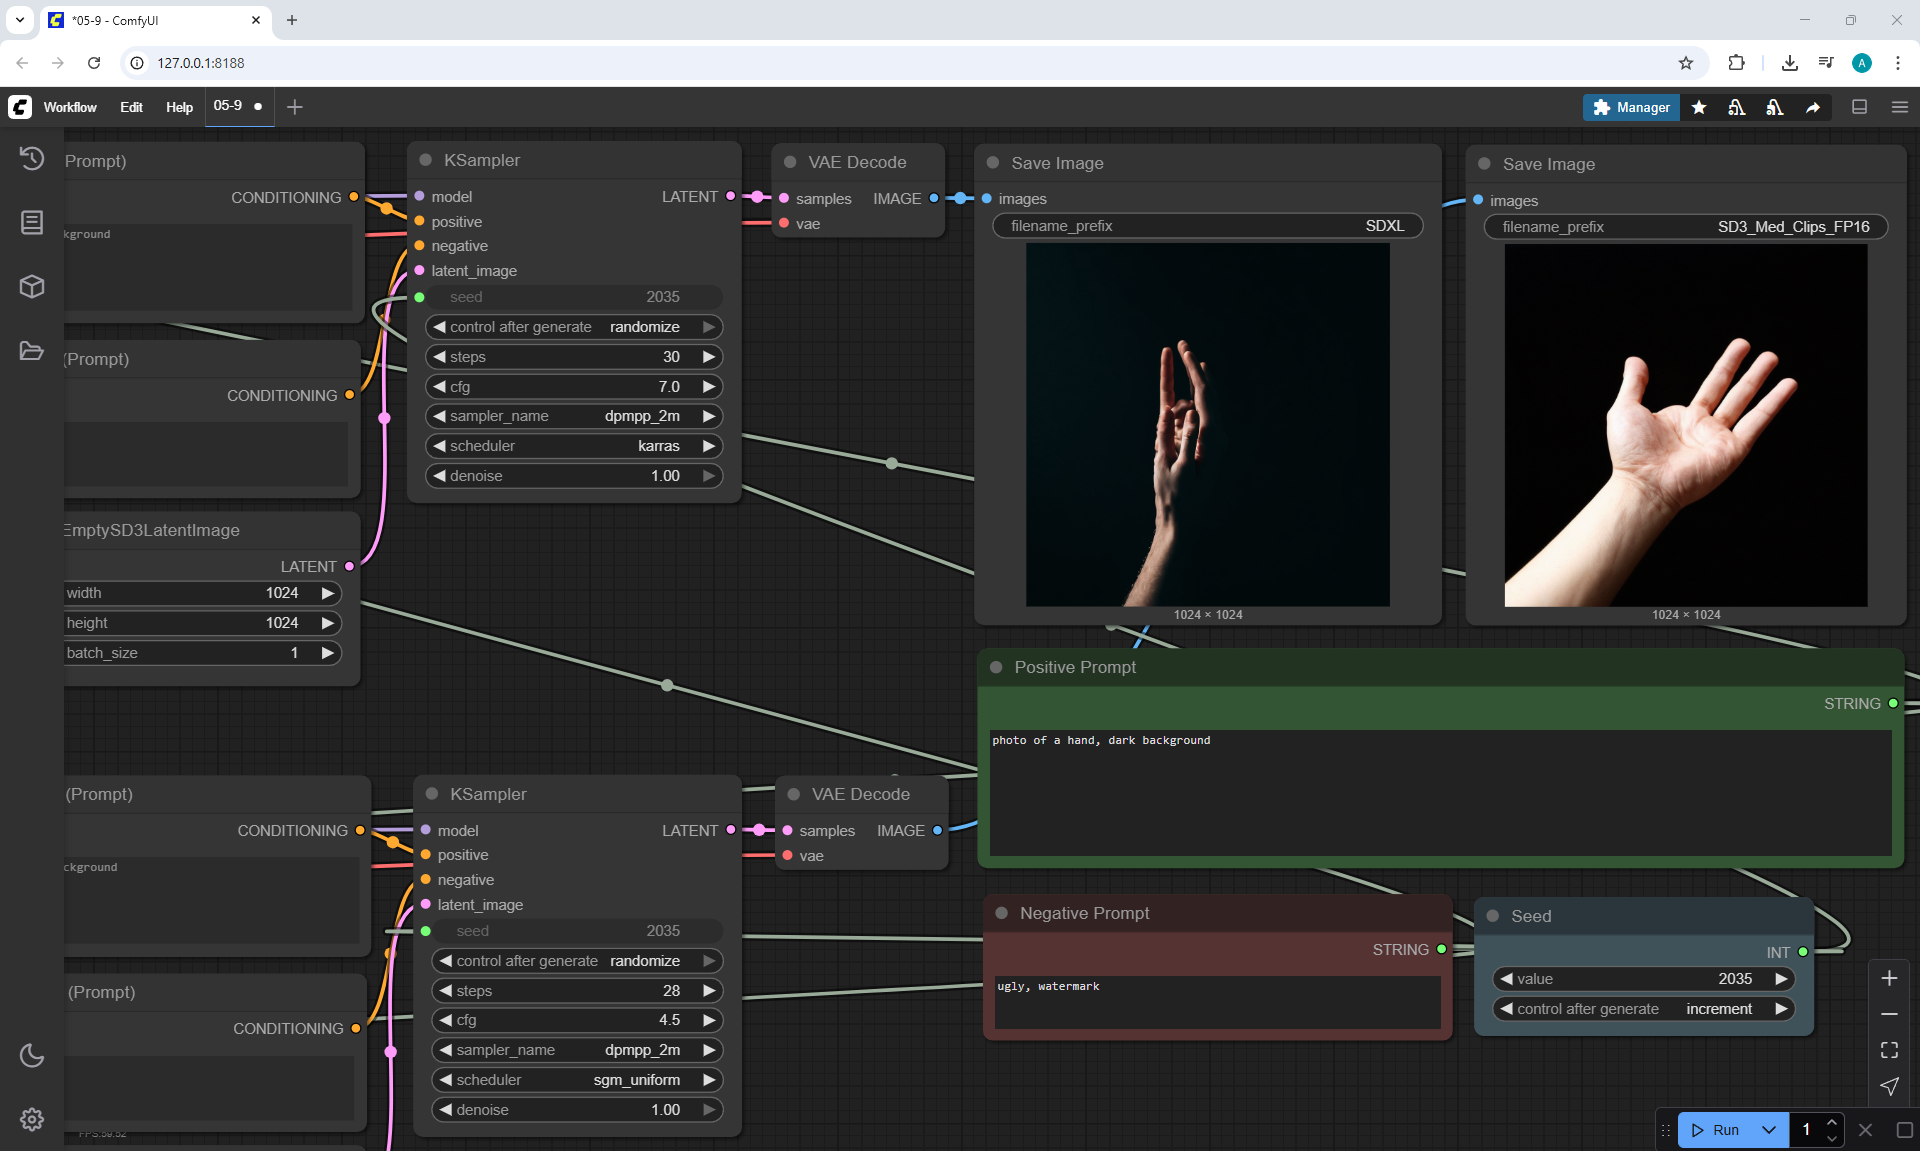 *05-9 - ComfyUI
127.0.0.1:8188
Workflow Edit Help 05-9
Manager
Prompt)
CONDITIONING
kground
KSampler
model LATENT
positive
negative
latent_image
seed 2035
control after generate randomize
steps 30
cfg 7.0
sampler_name dpmpp_2m
scheduler karras
denoise 1.00
VAE Decode
samples IMAGE
vae
Save Image
images
filename_prefix SDXL
1024 × 1024
Save Image
images
filename_prefix SD3_Med_Clips_FP16
1024 × 1024
(Prompt)
CONDITIONING
EmptySD3LatentImage
LATENT
width 1024
height 1024
batch_size 1
Positive Prompt
STRING
photo of a hand, dark background
(Prompt)
CONDITIONING
ckground
KSampler
model LATENT
positive
negative
latent_image
seed 2035
control after generate randomize
steps 28
cfg 4.5
sampler_name dpmpp_2m
scheduler sgm_uniform
denoise 1.00
VAE Decode
samples IMAGE
vae
Negative Prompt
STRING
ugly, watermark
Seed
INT
value 2035
control after generate increment
(Prompt)
CONDITIONING
A
Run 1